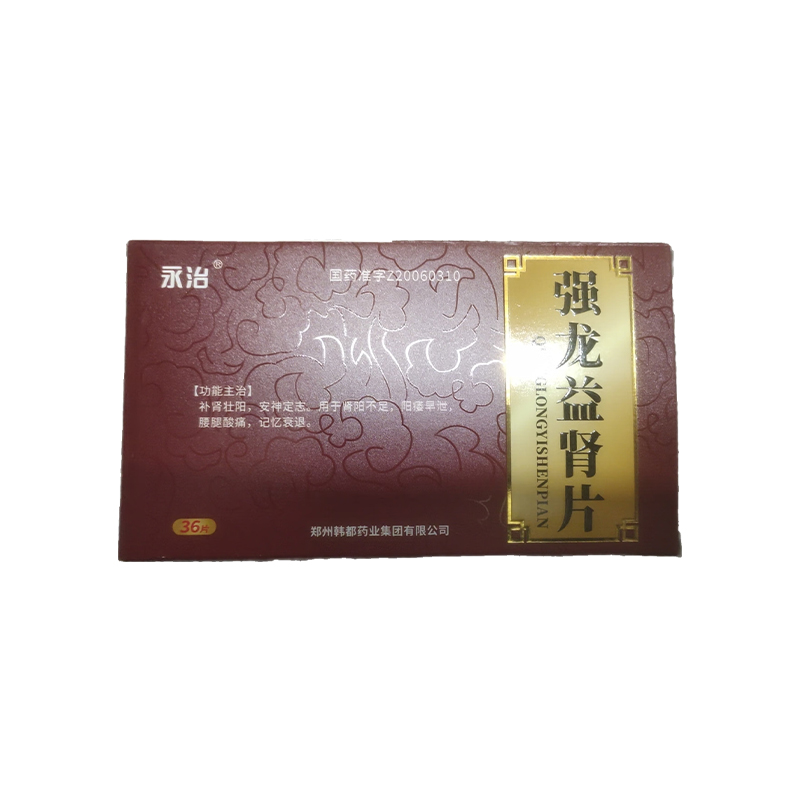 永治®
国药准字Z20060310
【功能主治】
补肾壮阳,安神定志。用于肾阳不足,阳痿早泄,
腰腿酸痛,记忆衰退。
36片
郑州韩都药业集团有限公司
强龙益肾片
GLONGYISHENPIAN